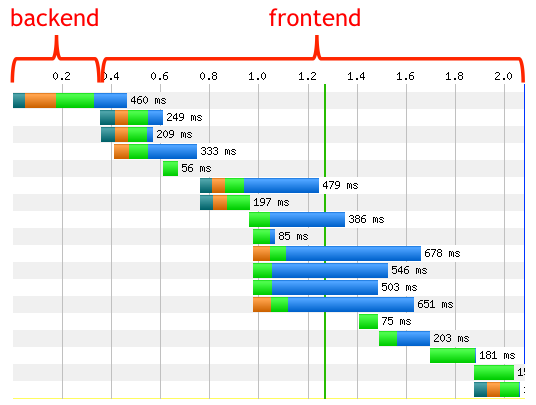 backend frontend
0.2 0.4 0.6 0.8 1.0 1.2 1.4 1.6 1.8 2.0
460 ms
249 ms
209 ms
333 ms
56 ms
479 ms
197 ms
386 ms
85 ms
678 ms
546 ms
503 ms
651 ms
75 ms
203 ms
181 ms